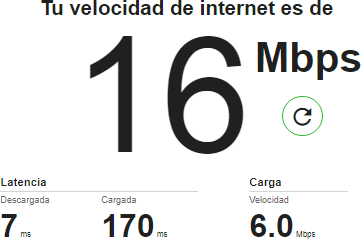 Tu velocidad de internet es de
16 Mbps
Latencia
Carga
Descargada
Cargada
Velocidad
7 ms
170 ms
6.0 Mbps